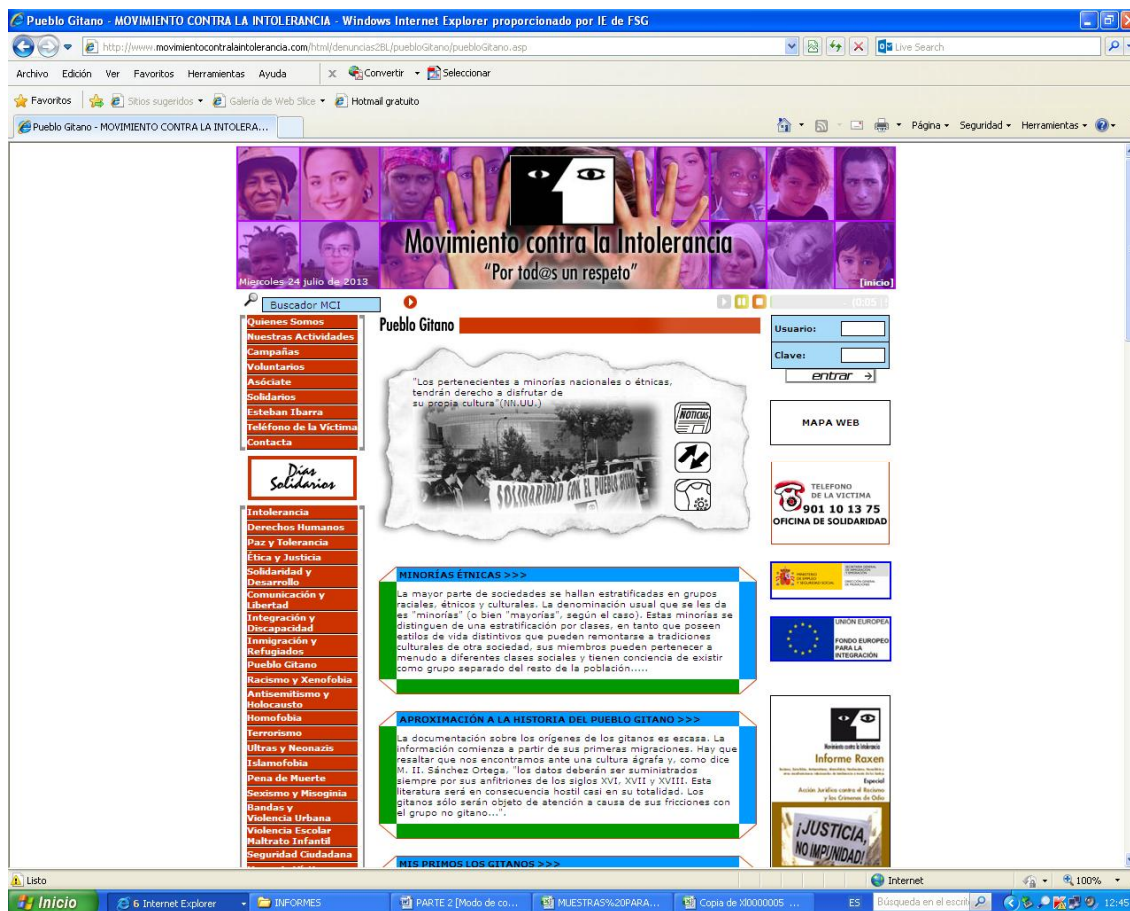 Pueblo Gitano - MOVIMIENTO CONTRA LA INTOLERANCIA - Windows Internet Explorer proporcionado por IE de FSG
http://www.movimientocontralaintolerancia.com/html/denuncias2BL/puebloGitano/puebloGitano.asp
Live Search
Archivo Edición Ver Favoritos Herramientas Ayuda
x Convertir Seleccionar
Favoritos
Sitios sugeridos
Galería de Web Slice
Hotmail gratuito
Pueblo Gitano - MOVIMIENTO CONTRA LA INTOLERA...
Página Seguridad Herramientas
Movimiento contra la Intolerancia
"Por tod@s un respeto"
Miercoles 24 julio de 2013
[inicio]
Buscador MCI
(0:05
Quienes Somos
Nuestras Actividades
Campañas
Voluntarios
Asóciate
Solidarios
Esteban Ibarra
Teléfono de la Víctima
Contacta
Días
Solidarios
Intolerancia
Derechos Humanos
Paz y Tolerancia
Ética y Justicia
Solidaridad y
Desarrollo
Comunicación y
Libertad
Integración y
Discapacidad
Inmigración y
Refugiados
Pueblo Gitano
Racismo y Xenofobia
Antisemitismo y
Holocausto
Homofobia
Terrorismo
Ultras y Neonazis
Islamofobia
Pena de Muerte
Sexismo y Misoginia
Bandas y
Violencia Urbana
Violencia Escolar
Maltrato Infantil
Seguridad Ciudadana
Pueblo Gitano
"Los pertenecientes a minorías nacionales o étnicas,
tendrán derecho a disfrutar de
su propia cultura"(NN.UU.)
NOTICIAS
SOLIDARIDAD CON EL PUEBLO GITANO
MINORÍAS ÉTNICAS >>>
La mayor parte de sociedades se hallan estratificadas en grupos
raciales, étnicos y culturales. La denominación usual que se les da
es "minorías" (o bien "mayorías", según el caso). Estas minorías se
distinguen de una estratificación por clases, en tanto que poseen
estilos de vida distintivos que pueden remontarse a tradiciones
culturales de otra sociedad, sus miembros pueden pertenecer a
menudo a diferentes clases sociales y tienen conciencia de existir
como grupo separado del resto de la población.....
APROXIMACIÓN A LA HISTORIA DEL PUEBLO GITANO >>>
La documentación sobre los orígenes de los gitanos es escasa. La
información comienza a partir de sus primeras migraciones. Hay que
resaltar que nos encontramos ante una cultura ágrafa y, como dice
M. II. Sánchez Ortega, "los datos deberán ser suministrados
siempre por sus anfitriones de los siglos XVI, XVII y XVIII. Esta
literatura será en consecuencia hostil casi en su totalidad. Los
gitanos sólo serán objeto de atención a causa de sus fricciones con
el grupo no gitano...".
MIS PRIMOS LOS GITANOS >>>
Usuario:
Clave:
entrar
MAPA WEB
TELEFONO
DE LA VICTIMA
901 10 13 75
OFICINA DE SOLIDARIDAD
UNIÓN EUROPEA
FONDO EUROPEO
PARA LA
INTEGRACIÓN
Movimiento contra la Intolerancia
Informe Raxen
Especial
Acción Jurídica contra el Racismo
y los Crímenes de Odio
¡JUSTICIA,
NO IMPUNIDAD!
Listo
Internet
100%
Inicio
6 Internet Explorer
INFORMES
PARTE 2 [Modo de co...
MUESTRAS%20PARA...
Copia de Xl0000005 ...
ES
Búsqueda en el escrit
12:45